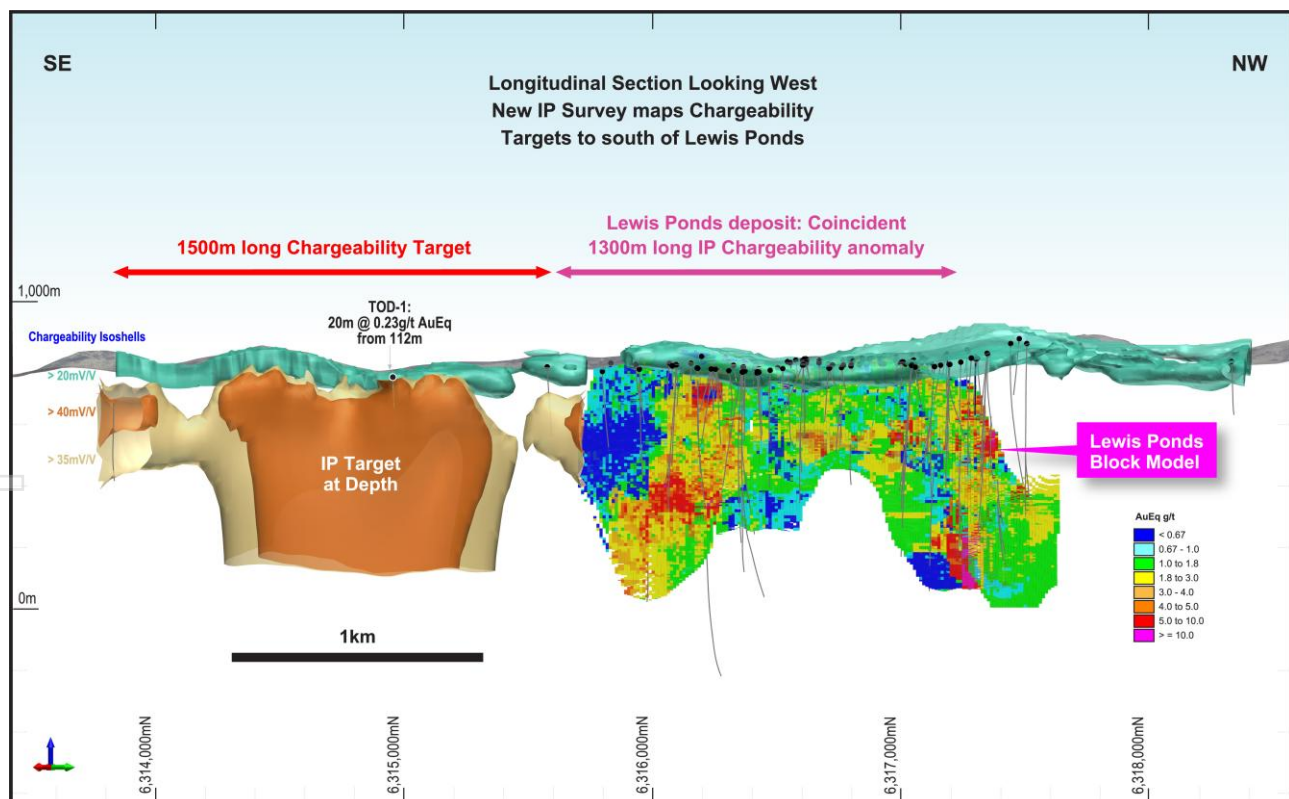 SE
NW
Longitudinal Section Looking West
New IP Survey maps Chargeability
Targets to south of Lewis Ponds
Lewis Ponds deposit: Coincident
1300m long IP Chargeability anomaly
1500m long Chargeability Target
1,000m
TOD-1:
20m @ 0.23g/t AuEq
from 112m
Chargeability Isoshells
> 20mV/V
> 40mV/V
> 35mV/V
IP Target
at Depth
Lewis Ponds
Block Model
AuEq g/t
< 0.67
0.67 - 1.0
1.0 to 1.8
1.8 to 3.0
3.0 - 4.0
4.0 to 5.0
5.0 to 10.0
> = 10.0
0m
1km
6,314,000mN
6,315,000mN
6,316,000mN
6,317,000mN
6,318,000mN